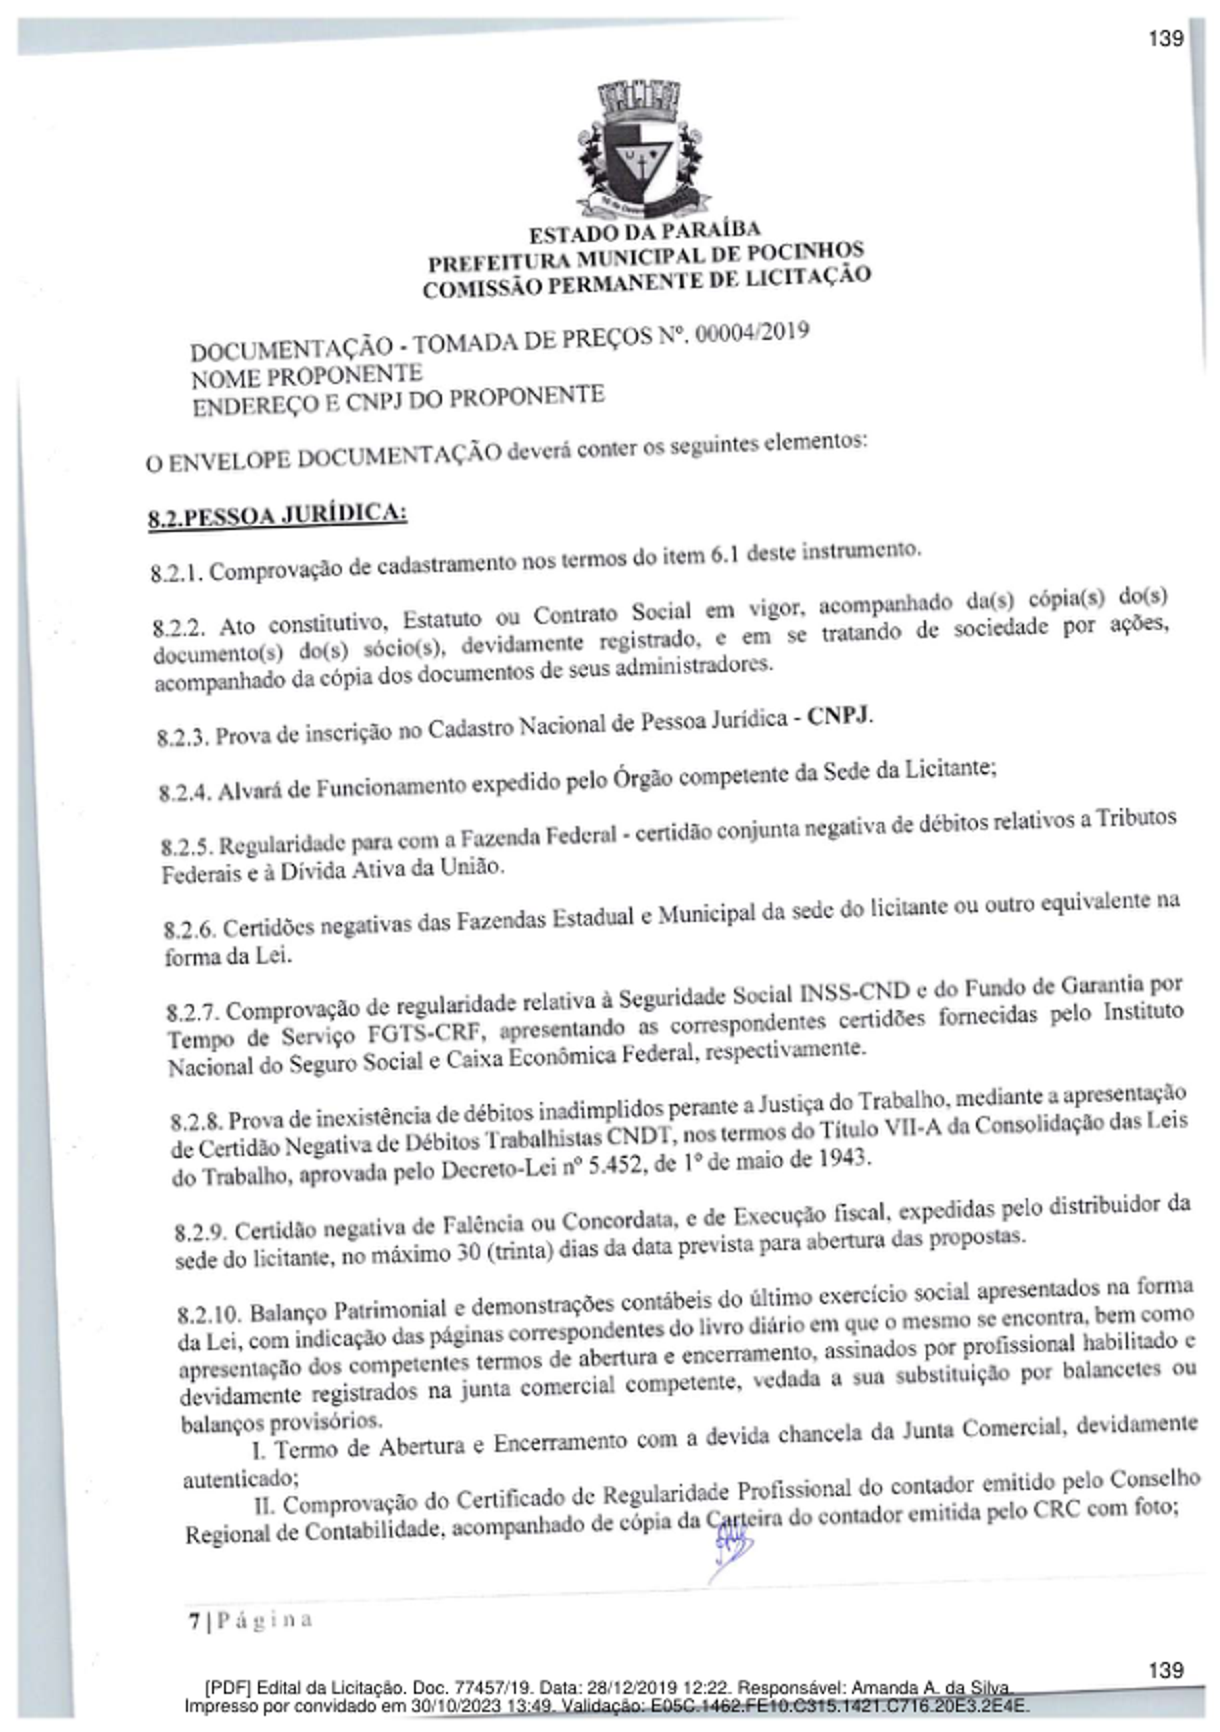 139
ESTADO DA PARAÍBA
PREFEITURA MUNICIPAL DE POCINHOS
COMISSÃO PERMANENTE DE LICITAÇÃO
DOCUMENTAÇÃO - TOMADA DE PREÇOS Nº. 00004/2019
NOME PROPONENTE
ENDEREÇO E CNPJ DO PROPONENTE
O ENVELOPE DOCUMENTAÇÃO deverá conter os seguintes elementos:
8.2.PESSOA JURÍDICA:
8.2.1. Comprovação de cadastramento nos termos do item 6.1 deste instrumento.
8.2.2. Ato constitutivo, Estatuto ou Contrato Social em vigor, acompanhado da(s) cópia(s) do(s)
documento(s) do(s) sócio(s), devidamente registrado, e em se tratando de sociedade por ações,
acompanhado da cópia dos documentos de seus administradores.
8.2.3. Prova de inscrição no Cadastro Nacional de Pessoa Jurídica - CNPJ.
8.2.4. Alvará de Funcionamento expedido pelo Órgão competente da Sede da Licitante;
8.2.5. Regularidade para com a Fazenda Federal - certidão conjunta negativa de débitos relativos a Tributos
Federais e à Dívida Ativa da União.
8.2.6. Certidões negativas das Fazendas Estadual e Municipal da sede do licitante ou outro equivalente na
forma da Lei.
8.2.7. Comprovação de regularidade relativa à Seguridade Social INSS-CND e do Fundo de Garantia por
Tempo de Serviço FGTS-CRF, apresentando as correspondentes certidões fornecidas pelo Instituto
Nacional do Seguro Social e Caixa Econômica Federal, respectivamente.
8.2.8. Prova de inexistência de débitos inadimplidos perante a Justiça do Trabalho, mediante a apresentação
de Certidão Negativa de Débitos Trabalhistas CNDT, nos termos do Título VII-A da Consolidação das Leis
do Trabalho, aprovada pelo Decreto-Lei nº 5.452, de 1º de maio de 1943.
8.2.9. Certidão negativa de Falência ou Concordata, e de Execução fiscal, expedidas pelo distribuidor da
sede do licitante, no máximo 30 (trinta) dias da data prevista para abertura das propostas.
8.2.10. Balanço Patrimonial e demonstrações contábeis do último exercício social apresentados na forma
da Lei, com indicação das páginas correspondentes do livro diário em que o mesmo se encontra, bem como
apresentação dos competentes termos de abertura e encerramento, assinados por profissional habilitado e
devidamente registrados na junta comercial competente, vedada a sua substituição por balancetes ou
balanços provisórios.
I. Termo de Abertura e Encerramento com a devida chancela da Junta Comercial, devidamente
autenticado;
II. Comprovação do Certificado de Regularidade Profissional do contador emitido pelo Conselho
Regional de Contabilidade, acompanhado de cópia da Carteira do contador emitida pelo CRC com foto;
7 | Página
139
[PDF] Edital da Licitação. Doc. 77457/19. Data: 28/12/2019 12:22. Responsável: Amanda A. da Silva.
Impresso por convidado em 30/10/2023 13:49. Validação: E05C.1462.FE10.C315.1421.C716.20E3.2E4E.